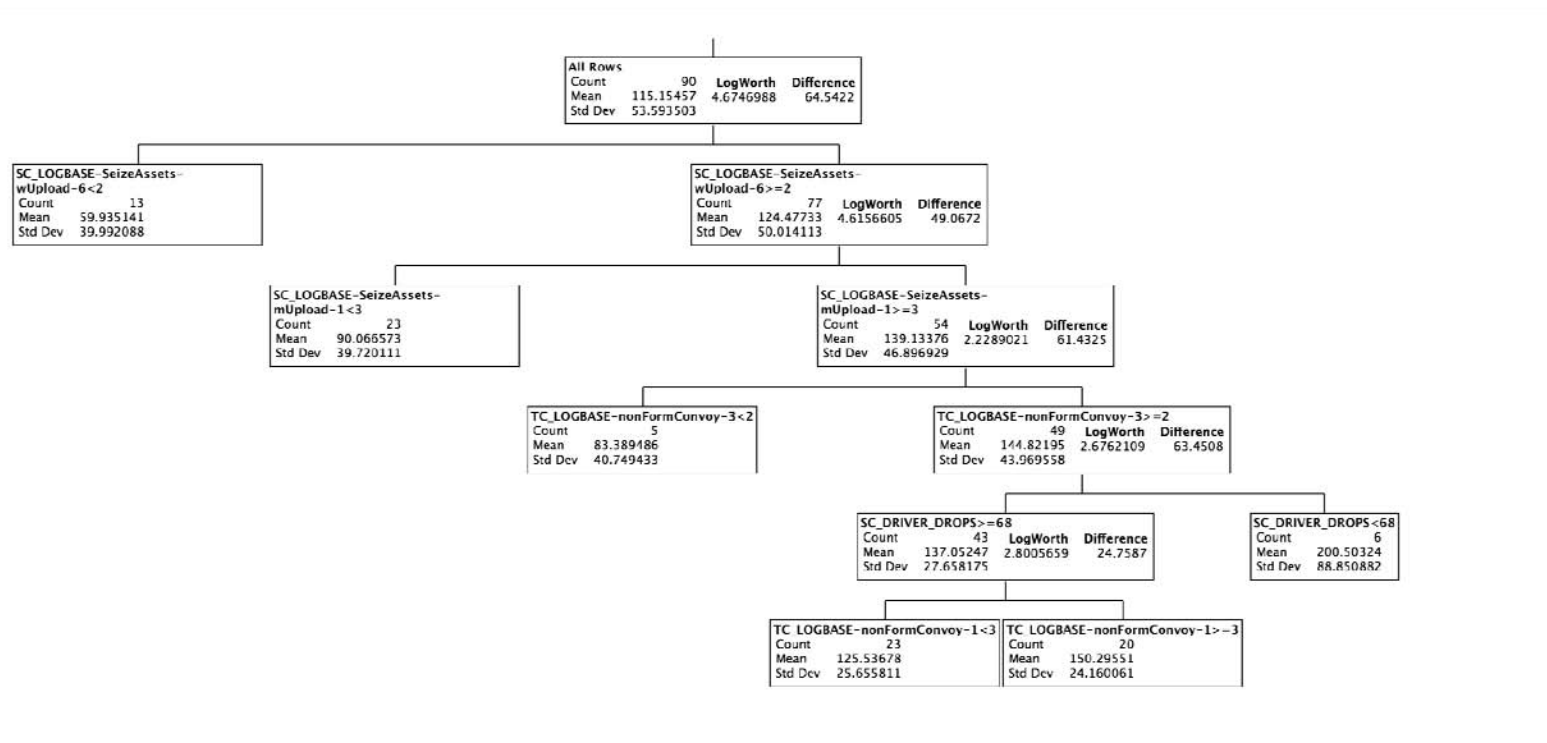 All Rows
Count 90 LogWorth Difference
Mean 115.15457 4.6746988 64.5422
Std Dev 53.593503
SC_LOGBASE-SeizeAssets-
wUpload-6<2
Count 13
Mean 59.935141
Std Dev 39.992088
SC_LOGBASE-SeizeAssets-
wUpload-6>=2
Count 77 LogWorth Difference
Mean 124.47733 4.6156605 49.0672
Std Dev 50.014113
SC_LOGBASE-SeizeAssets-
mUpload-1<3
Count 23
Mean 90.066573
Std Dev 39.720111
SC_LOGBASE-SeizeAssets-
mUpload-1>=3
Count 54 LogWorth Difference
Mean 139.13376 2.2289021 61.4325
Std Dev 46.896929
TC_LOGBASE-nonFormConvoy-3<2
Count 5
Mean 83.389486
Std Dev 40.749433
TC_LOGBASE-nonFormConvoy-3>=2
Count 49 LogWorth Difference
Mean 144.82195 2.6762109 63.4508
Std Dev 43.969558
SC_DRIVER_DROPS>=68
Count 43 LogWorth Difference
Mean 137.05247 2.8005659 24.7587
Std Dev 27.658175
SC_DRIVER_DROPS<68
Count 6
Mean 200.50324
Std Dev 88.850882
TC_LOGBASE-nonFormConvoy-1<3
Count 23
Mean 125.53678
Std Dev 25.655811
TC_LOGBASE-nonFormConvoy-1>=3
Count 20
Mean 150.29551
Std Dev 24.160061